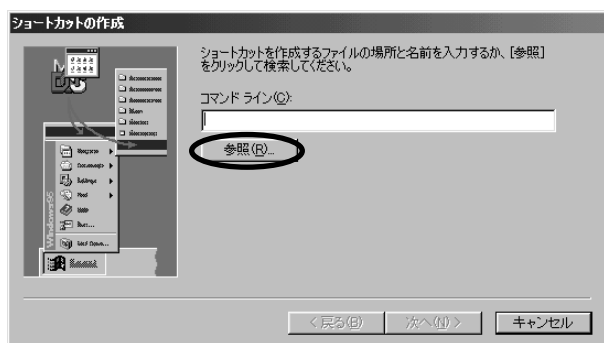 ショートカットの作成
ショートカットを作成するファイルの場所と名前を入力するか、[参照]
をクリックして検索してください。
コマンド ライン(C):
参照(R)...
Windows95
< 戻る(B)
次へ(N) >
キャンセル